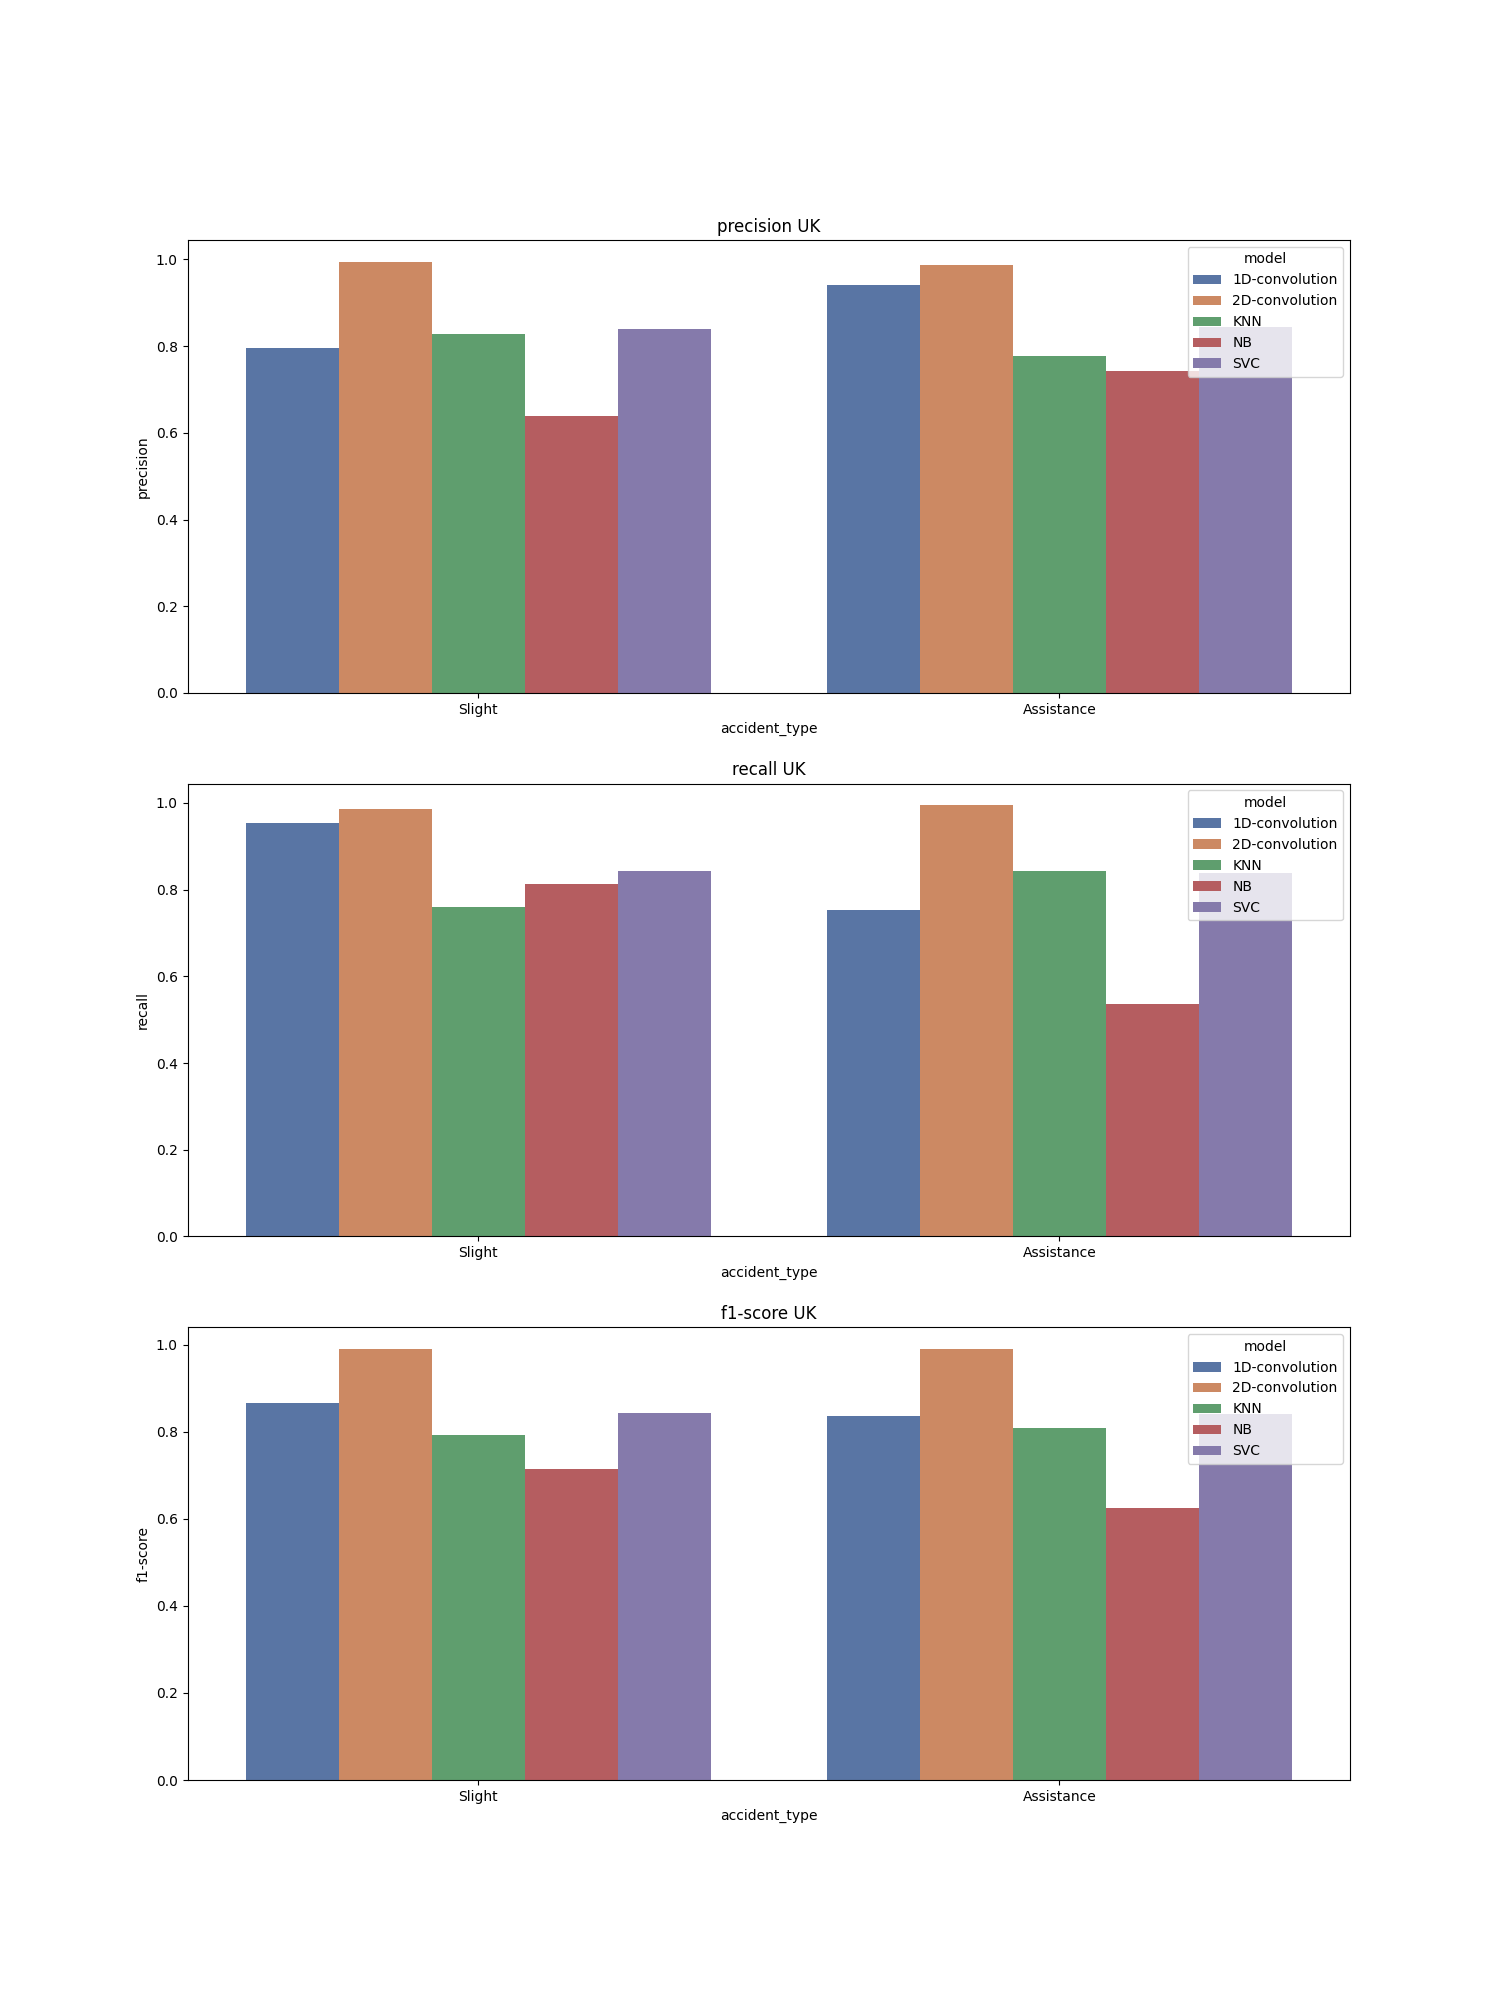 precision UK
model
1D-convolution
2D-convolution
KNN
NB
SVC
1.0
0.8
0.6
0.4
0.2
0.0
precision
Slight
Assistance
accident_type
recall UK
model
1D-convolution
2D-convolution
KNN
NB
SVC
1.0
0.8
0.6
0.4
0.2
0.0
recall
Slight
Assistance
accident_type
f1-score UK
model
1D-convolution
2D-convolution
KNN
NB
SVC
1.0
0.8
0.6
0.4
0.2
0.0
f1-score
Slight
Assistance
accident_type